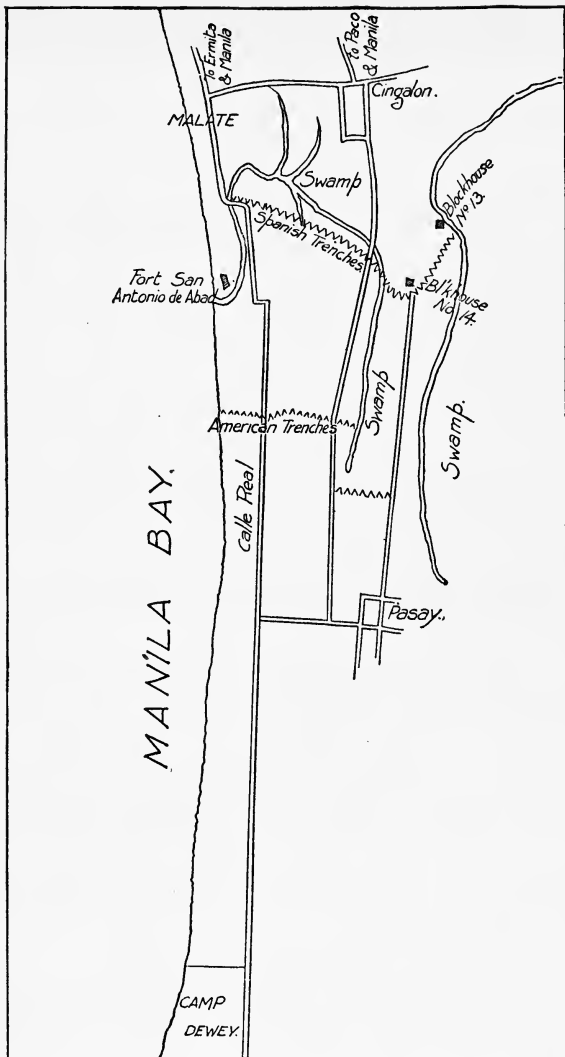 To Ermita
& Manila
To Paco
& Manila
Cingalon.
MALATE
Swamp
Blockhouse
Nº 13.
Spanish Trenches.
Fort San
Antonio de Abad
Bl'khouse
No 14.
Swamp
Swamp.
American Trenches
Calle Real
MANILA BAY.
Pasay.
CAMP
DEWEY.